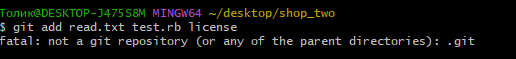 Толик@DESKTOP-J475S8M MINGW64 ~/desktop/shop_two
$ git add read.txt test.rb license
fatal: not a git repository (or any of the parent directories): .git